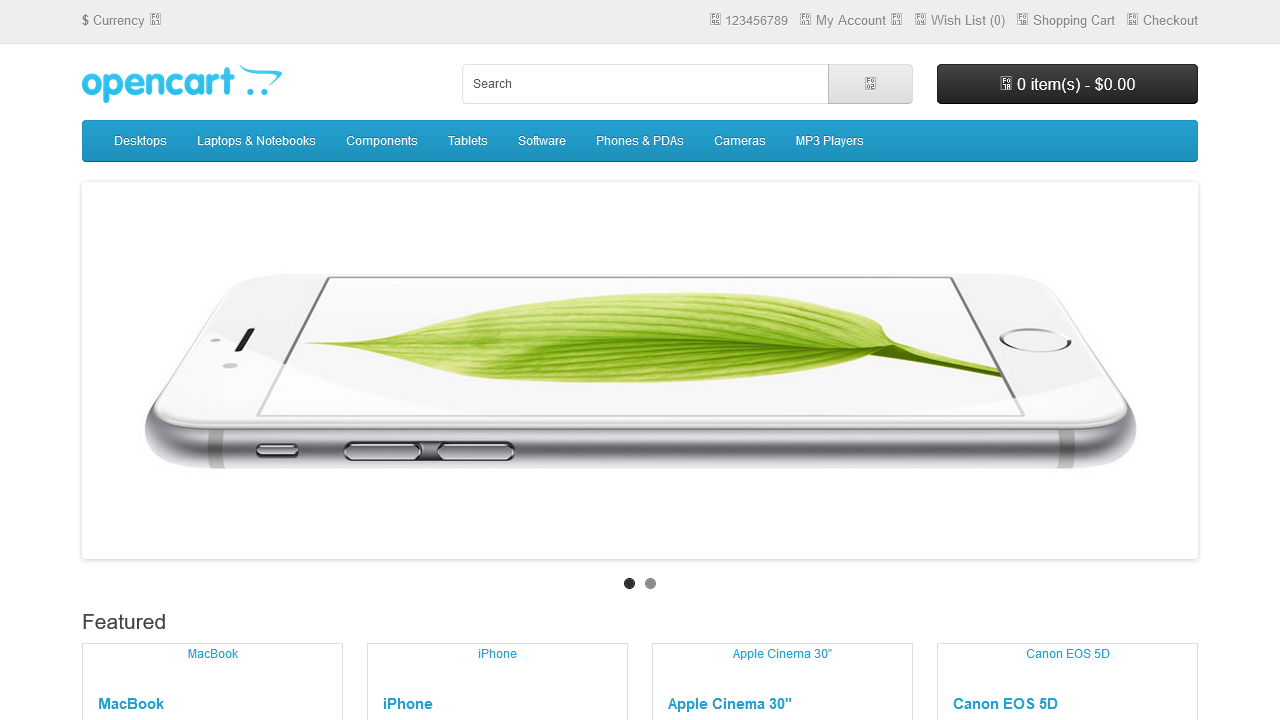 $ Currency
123456789 My Account Wish List (0) Shopping Cart Checkout
opencart
Search
0 item(s) - $0.00
Desktops Laptops & Notebooks Components Tablets Software Phones & PDAs Cameras MP3 Players
Featured
MacBook iPhone Apple Cinema 30" Canon EOS 5D
MacBook iPhone Apple Cinema 30" Canon EOS 5D